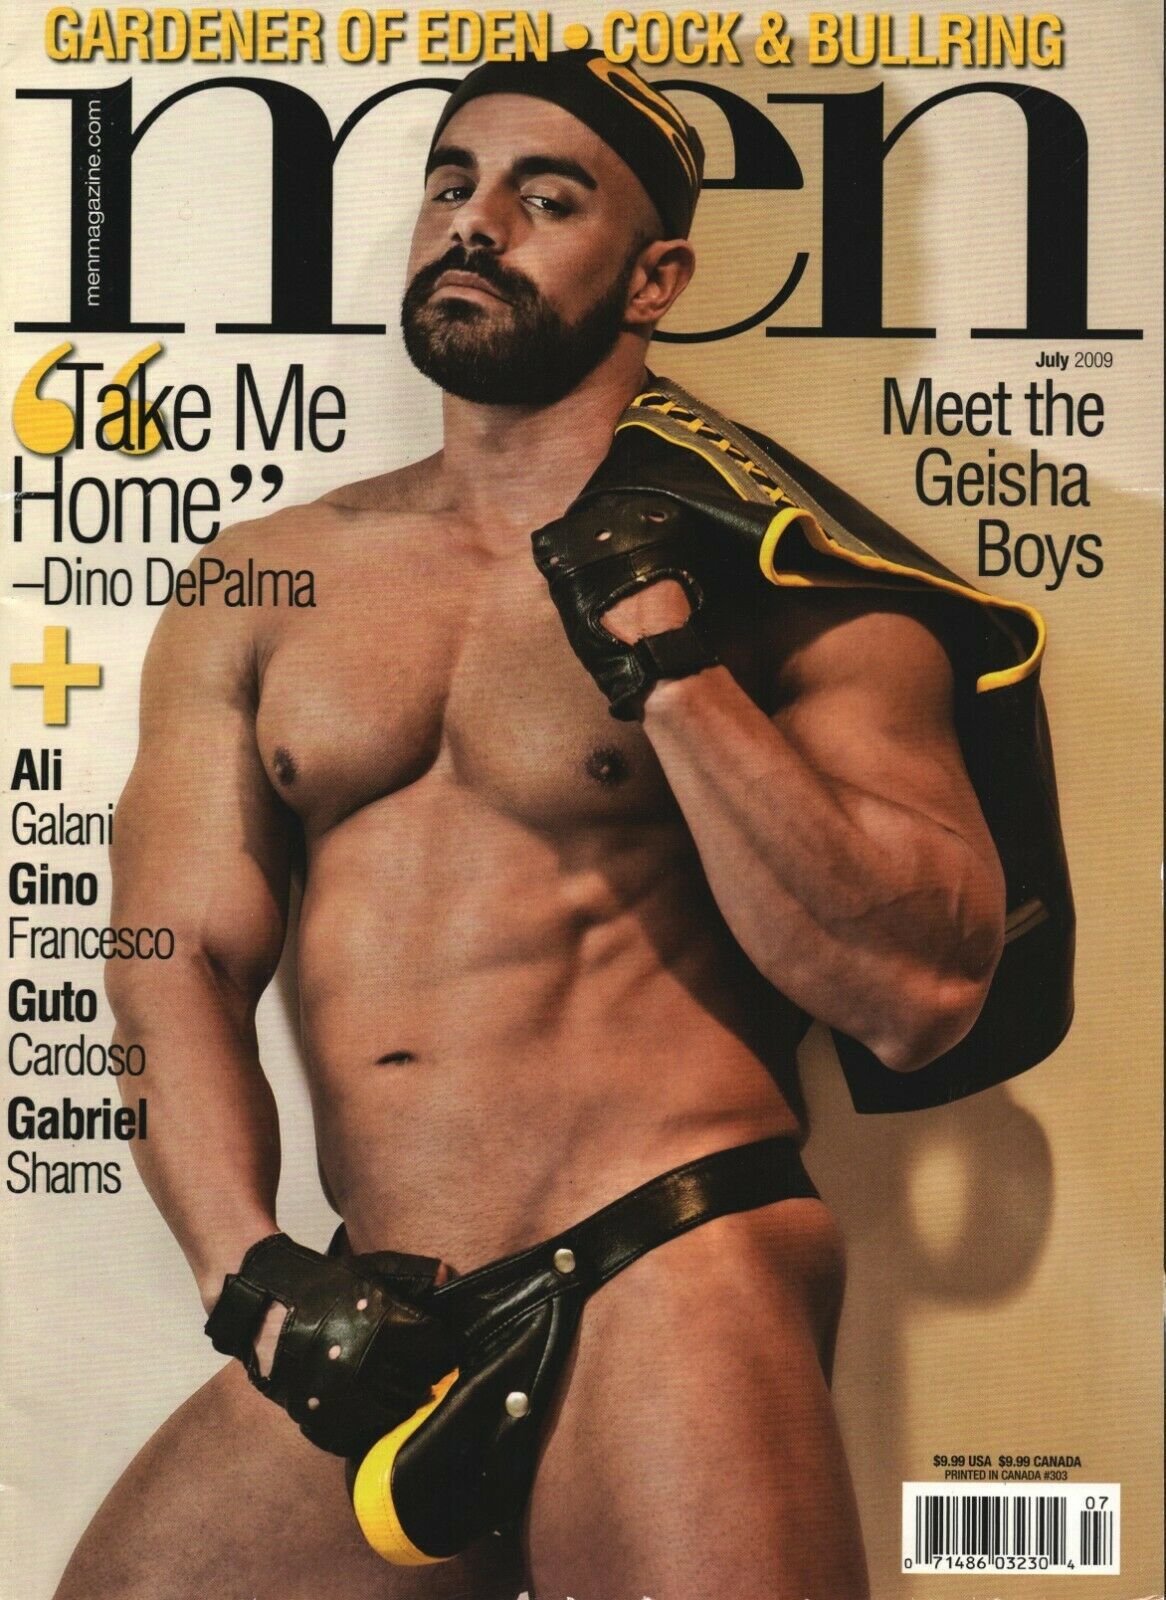 GARDENER OF EDEN • COCK & BULLRING
men
menmagazine.com
July 2009
“Take Me
Home”
–Dino DePalma
+
Ali
Galani
Gino
Francesco
Guto
Cardoso
Gabriel
Shams
Meet the
Geisha
Boys
$9.99 USA $9.99 CANADA
PRINTED IN CANADA #303
07
0 71486 03230 4